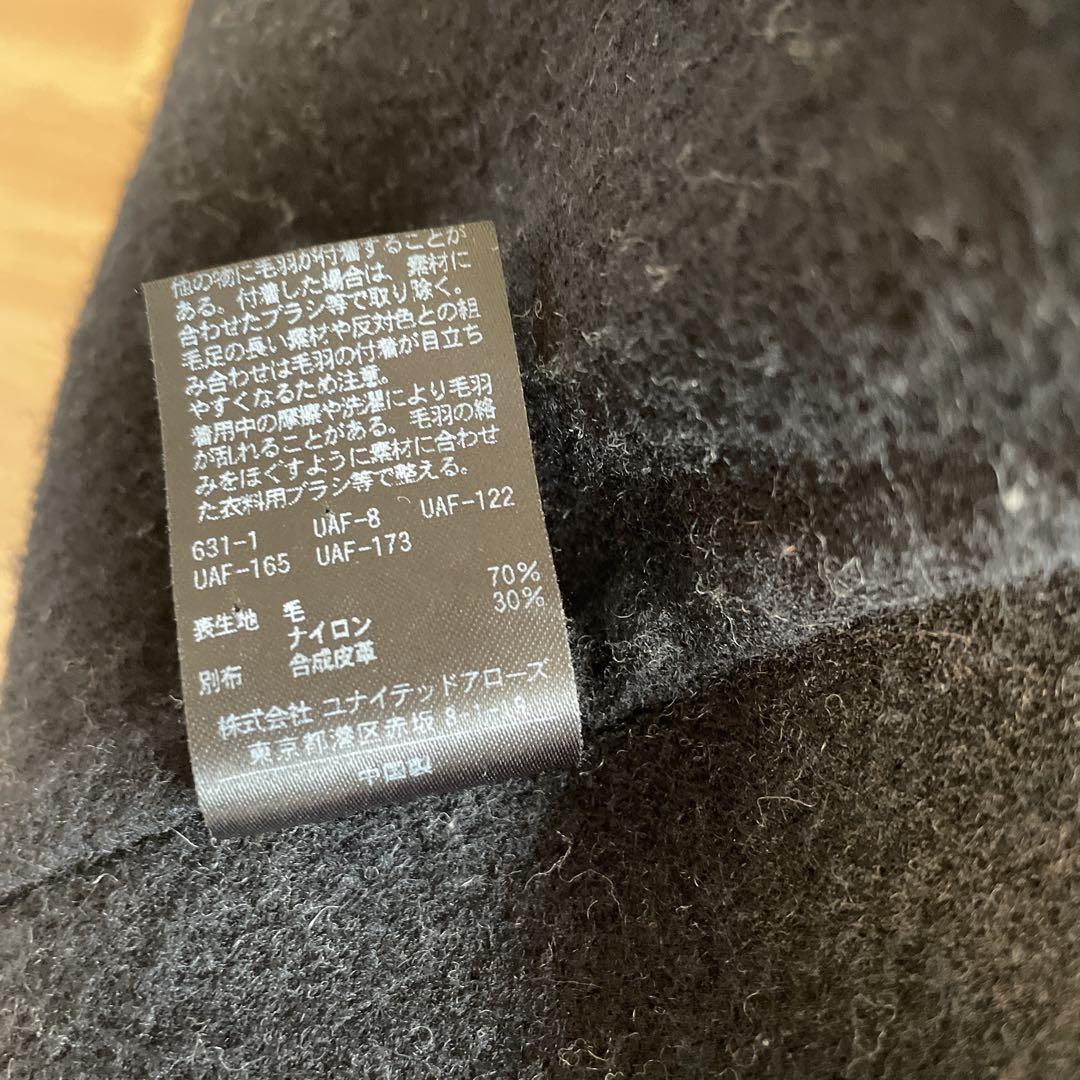 他の物に毛羽が付着することが
ある。付着した場合は、素材に
合わせたブラシ等で取り除く。
毛足の長い素材や反対色との組
み合わせは毛羽の付着が目立ち
やすくなるため注意。
着用中の摩擦や洗濯により毛羽
が乱れることがある。毛羽の絡
みをほぐすように素材に合わせ
た衣料用ブラシ等で整える。
631-1 UAF-8 UAF-122
UAF-165 UAF-173
表生地 毛 70%
ナイロン 30%
別布 合成皮革
株式会社 ユナイテッドアローズ
東京都港区赤坂
中国製